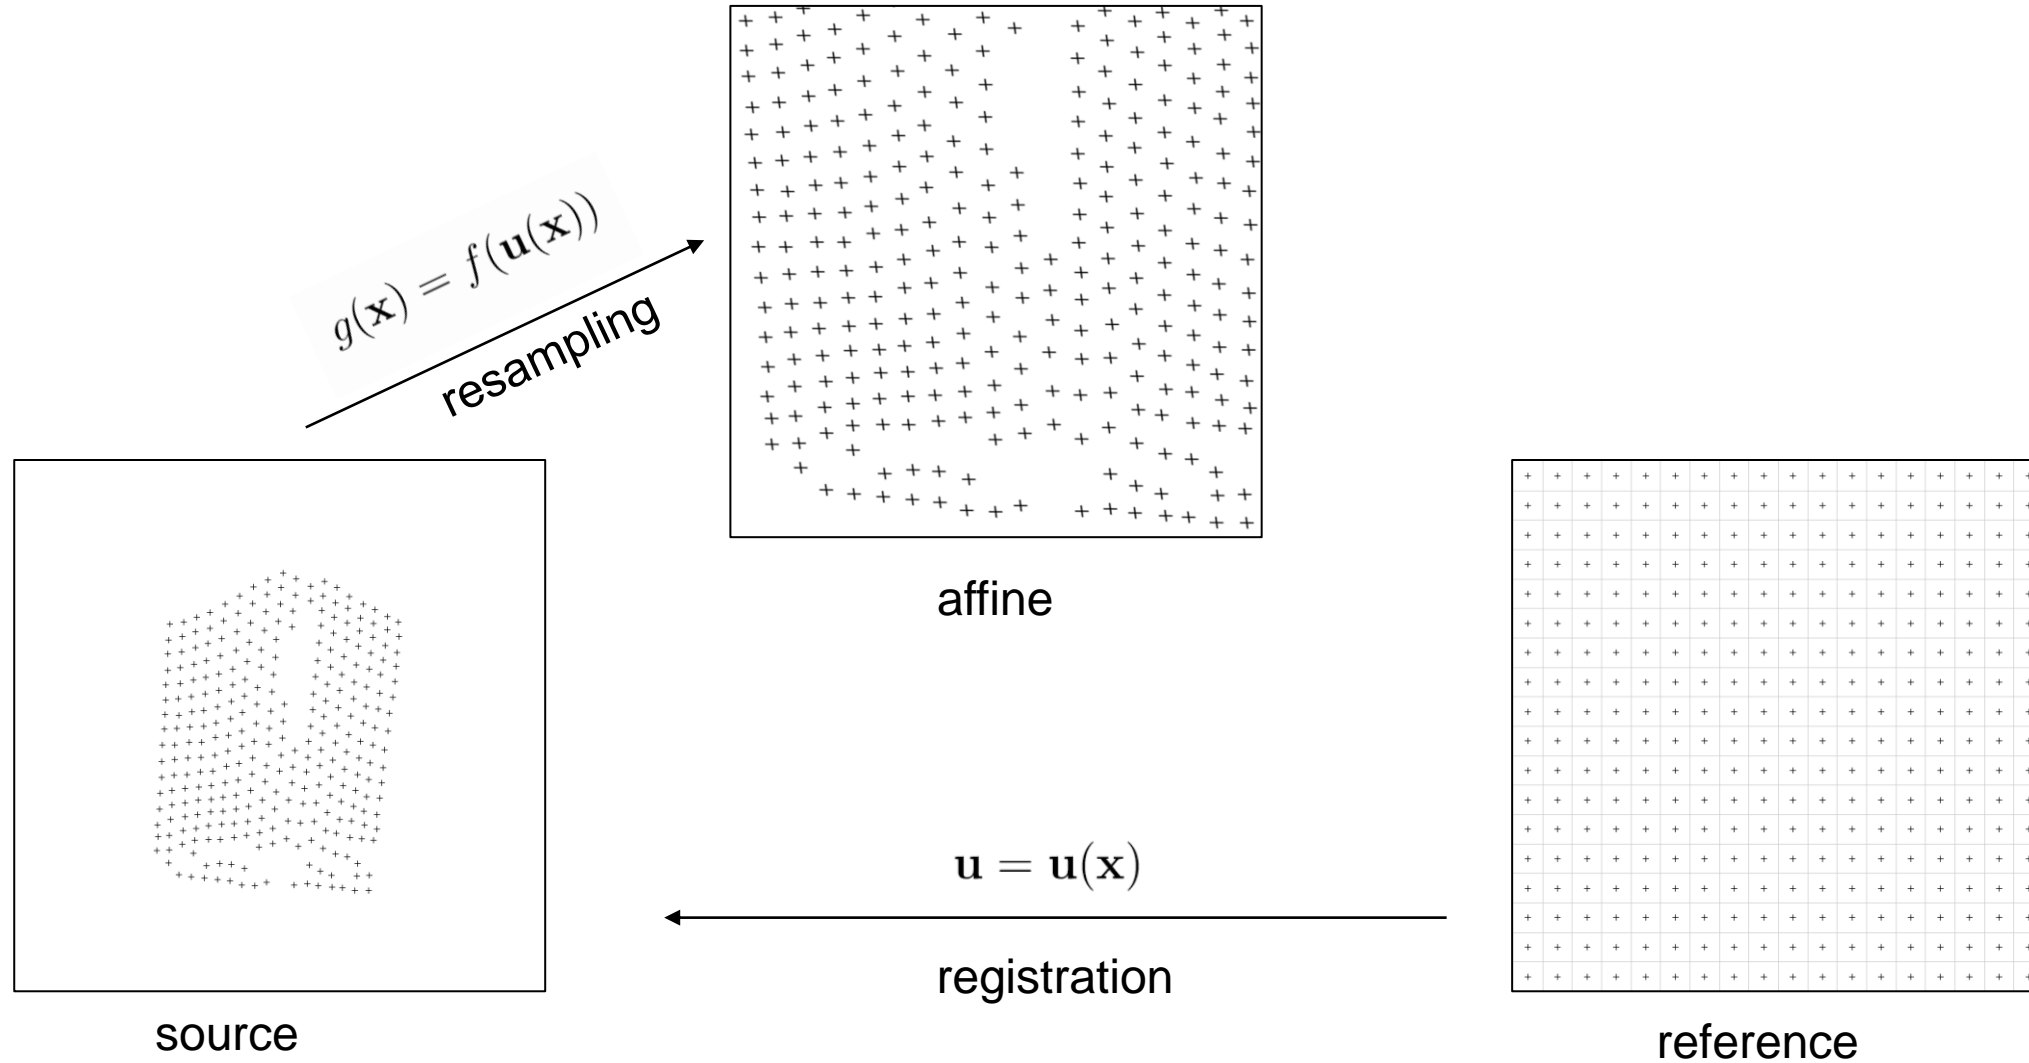 g(x) = f(u(x))
resampling
affine
u = u(x)
registration
source
reference